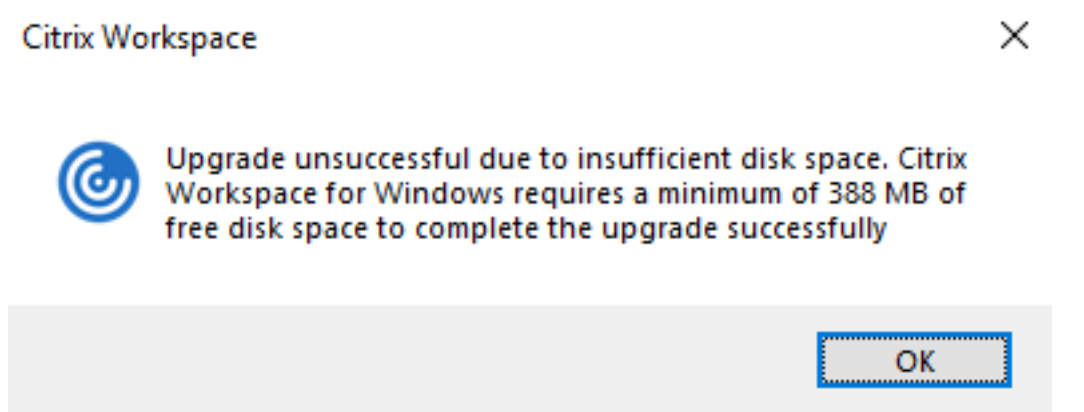 Citrix Workspace
Upgrade unsuccessful due to insufficient disk space. Citrix
Workspace for Windows requires a minimum of 388 MB of
free disk space to complete the upgrade successfully
OK